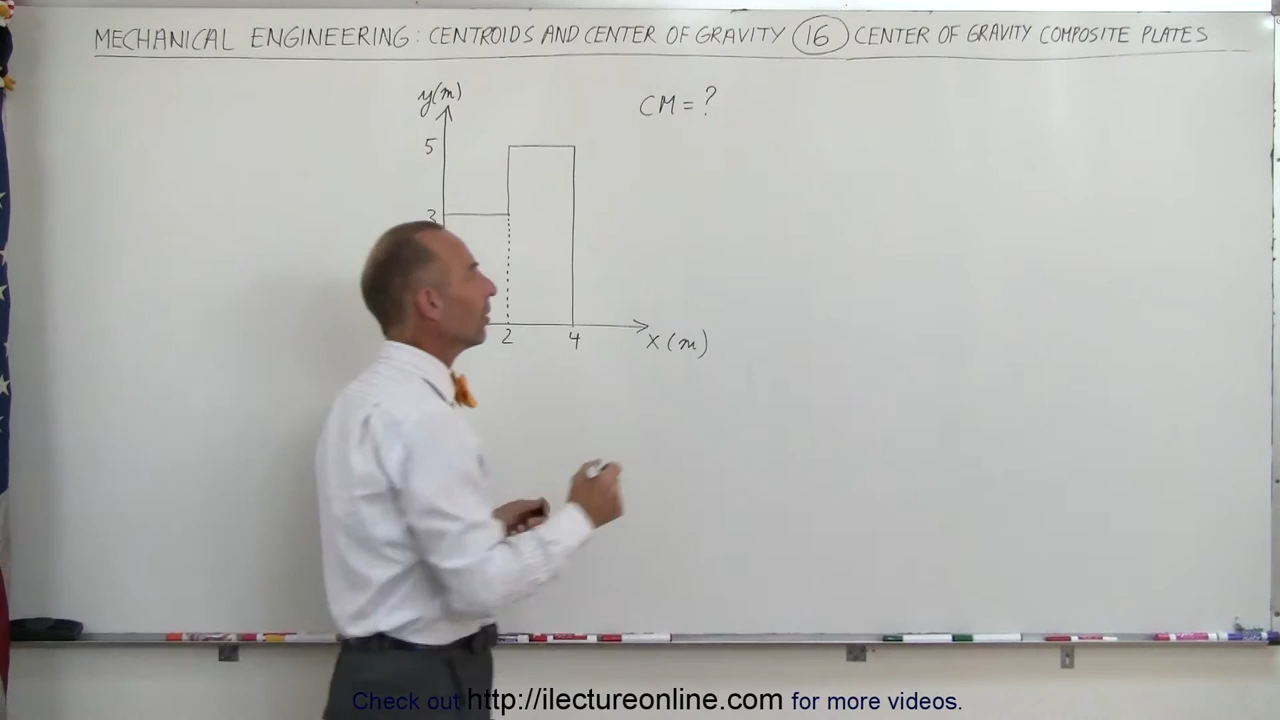 MECHANICAL ENGINEERING: CENTROIDS AND CENTER OF GRAVITY 16 CENTER OF GRAVITY COMPOSITE PLATES
y(m)
CM = ?
5
3
2
4
x(m)
Check out http://ilectureonline.com for more videos.